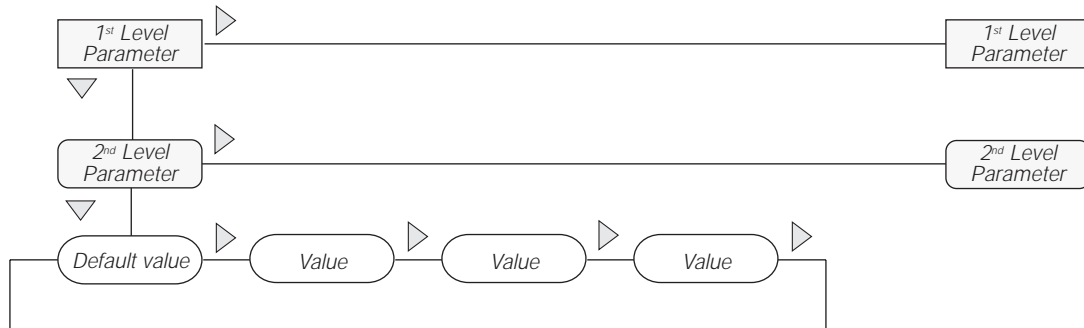 1st Level
Parameter
1st Level
Parameter
2nd Level
Parameter
2nd Level
Parameter
Default value
Value
Value
Value